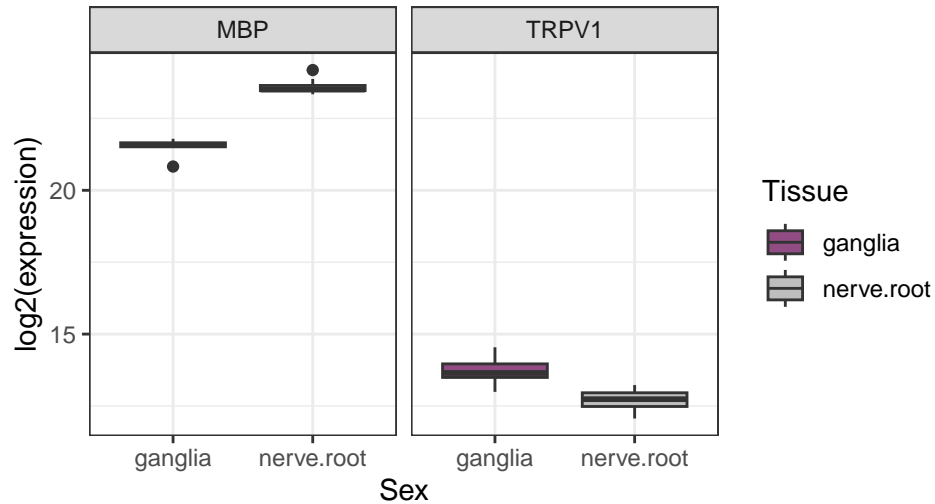 MBP
TRPV1
log2(expression)
20
15
ganglia
nerve.root
ganglia
nerve.root
Sex
Tissue
ganglia
nerve.root